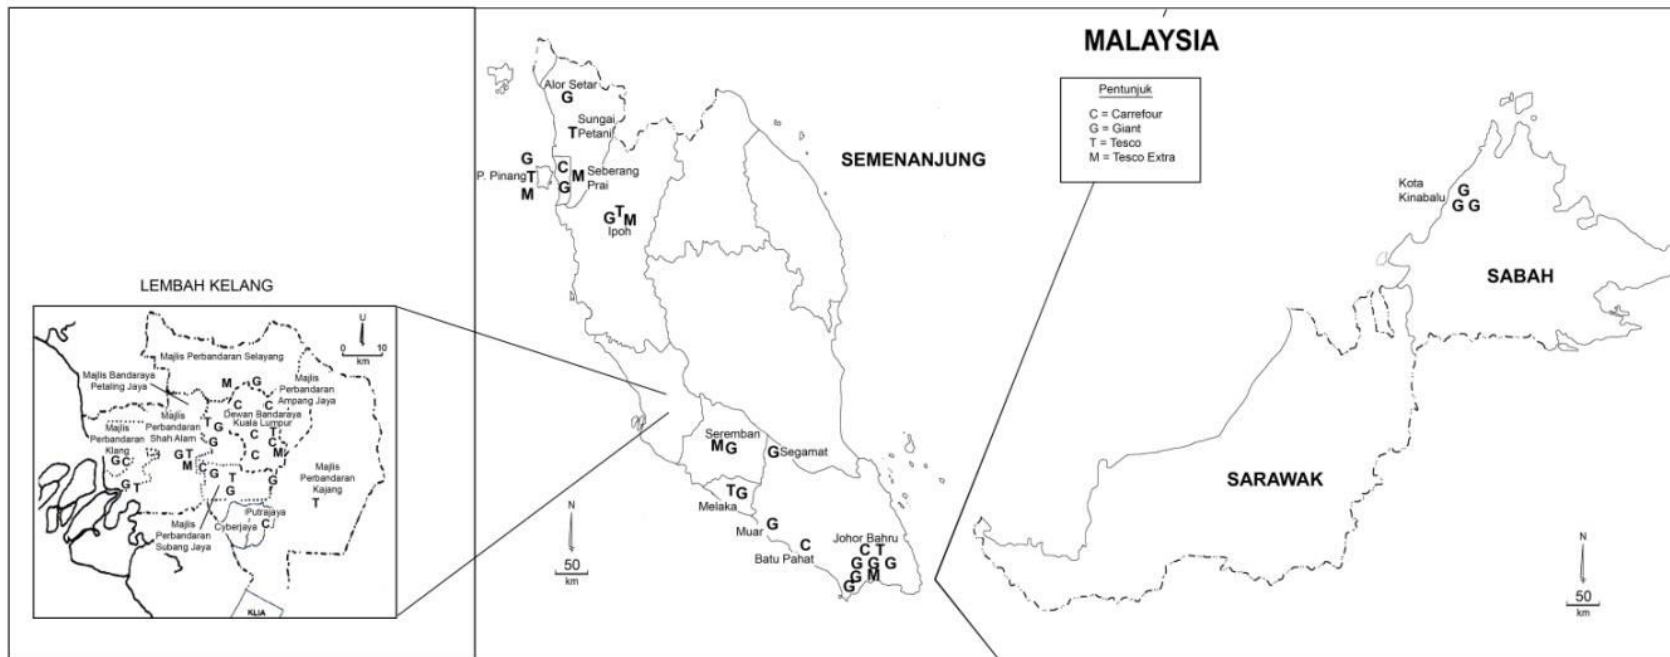 MALAYSIA
Pentunjuk
C = Carrefour
G = Giant
T = Tesco
M = Tesco Extra
SEMENANJUNG
Alor Setar
G
Sungai
Petani
T
G
P. Pinang
T
M
C
M
G
Seberang
Prai
G T M
Ipoh
Seremban
M G
G Segamat
T G
Melaka
Muar
G
Batu Pahat
C
Johor Bahru
C T
G G G
G M
G
N
50
km
Kota
Kinabalu
G
G G
SABAH
SARAWAK
N
50
km
LEMBAH KELANG
U
0 10
km
Majlis Perbandaran Selayang
M G
Majlis Bandaraya
Petaling Jaya
Majlis
Perbandaran
Ampang Jaya
C C
Dewan Bandaraya
Kuala Lumpur
T G
G
C T
C
C M
Majlis
Perbandaran
Shah Alam
G T
M C
Majlis
Perbandaran
Klang
G C
G T
G
T
G
G
Majlis
Perbandaran
Kajang
T
Majlis
Perbandaran
Subang Jaya
Cyberjaya
Putrajaya
C
KLIA